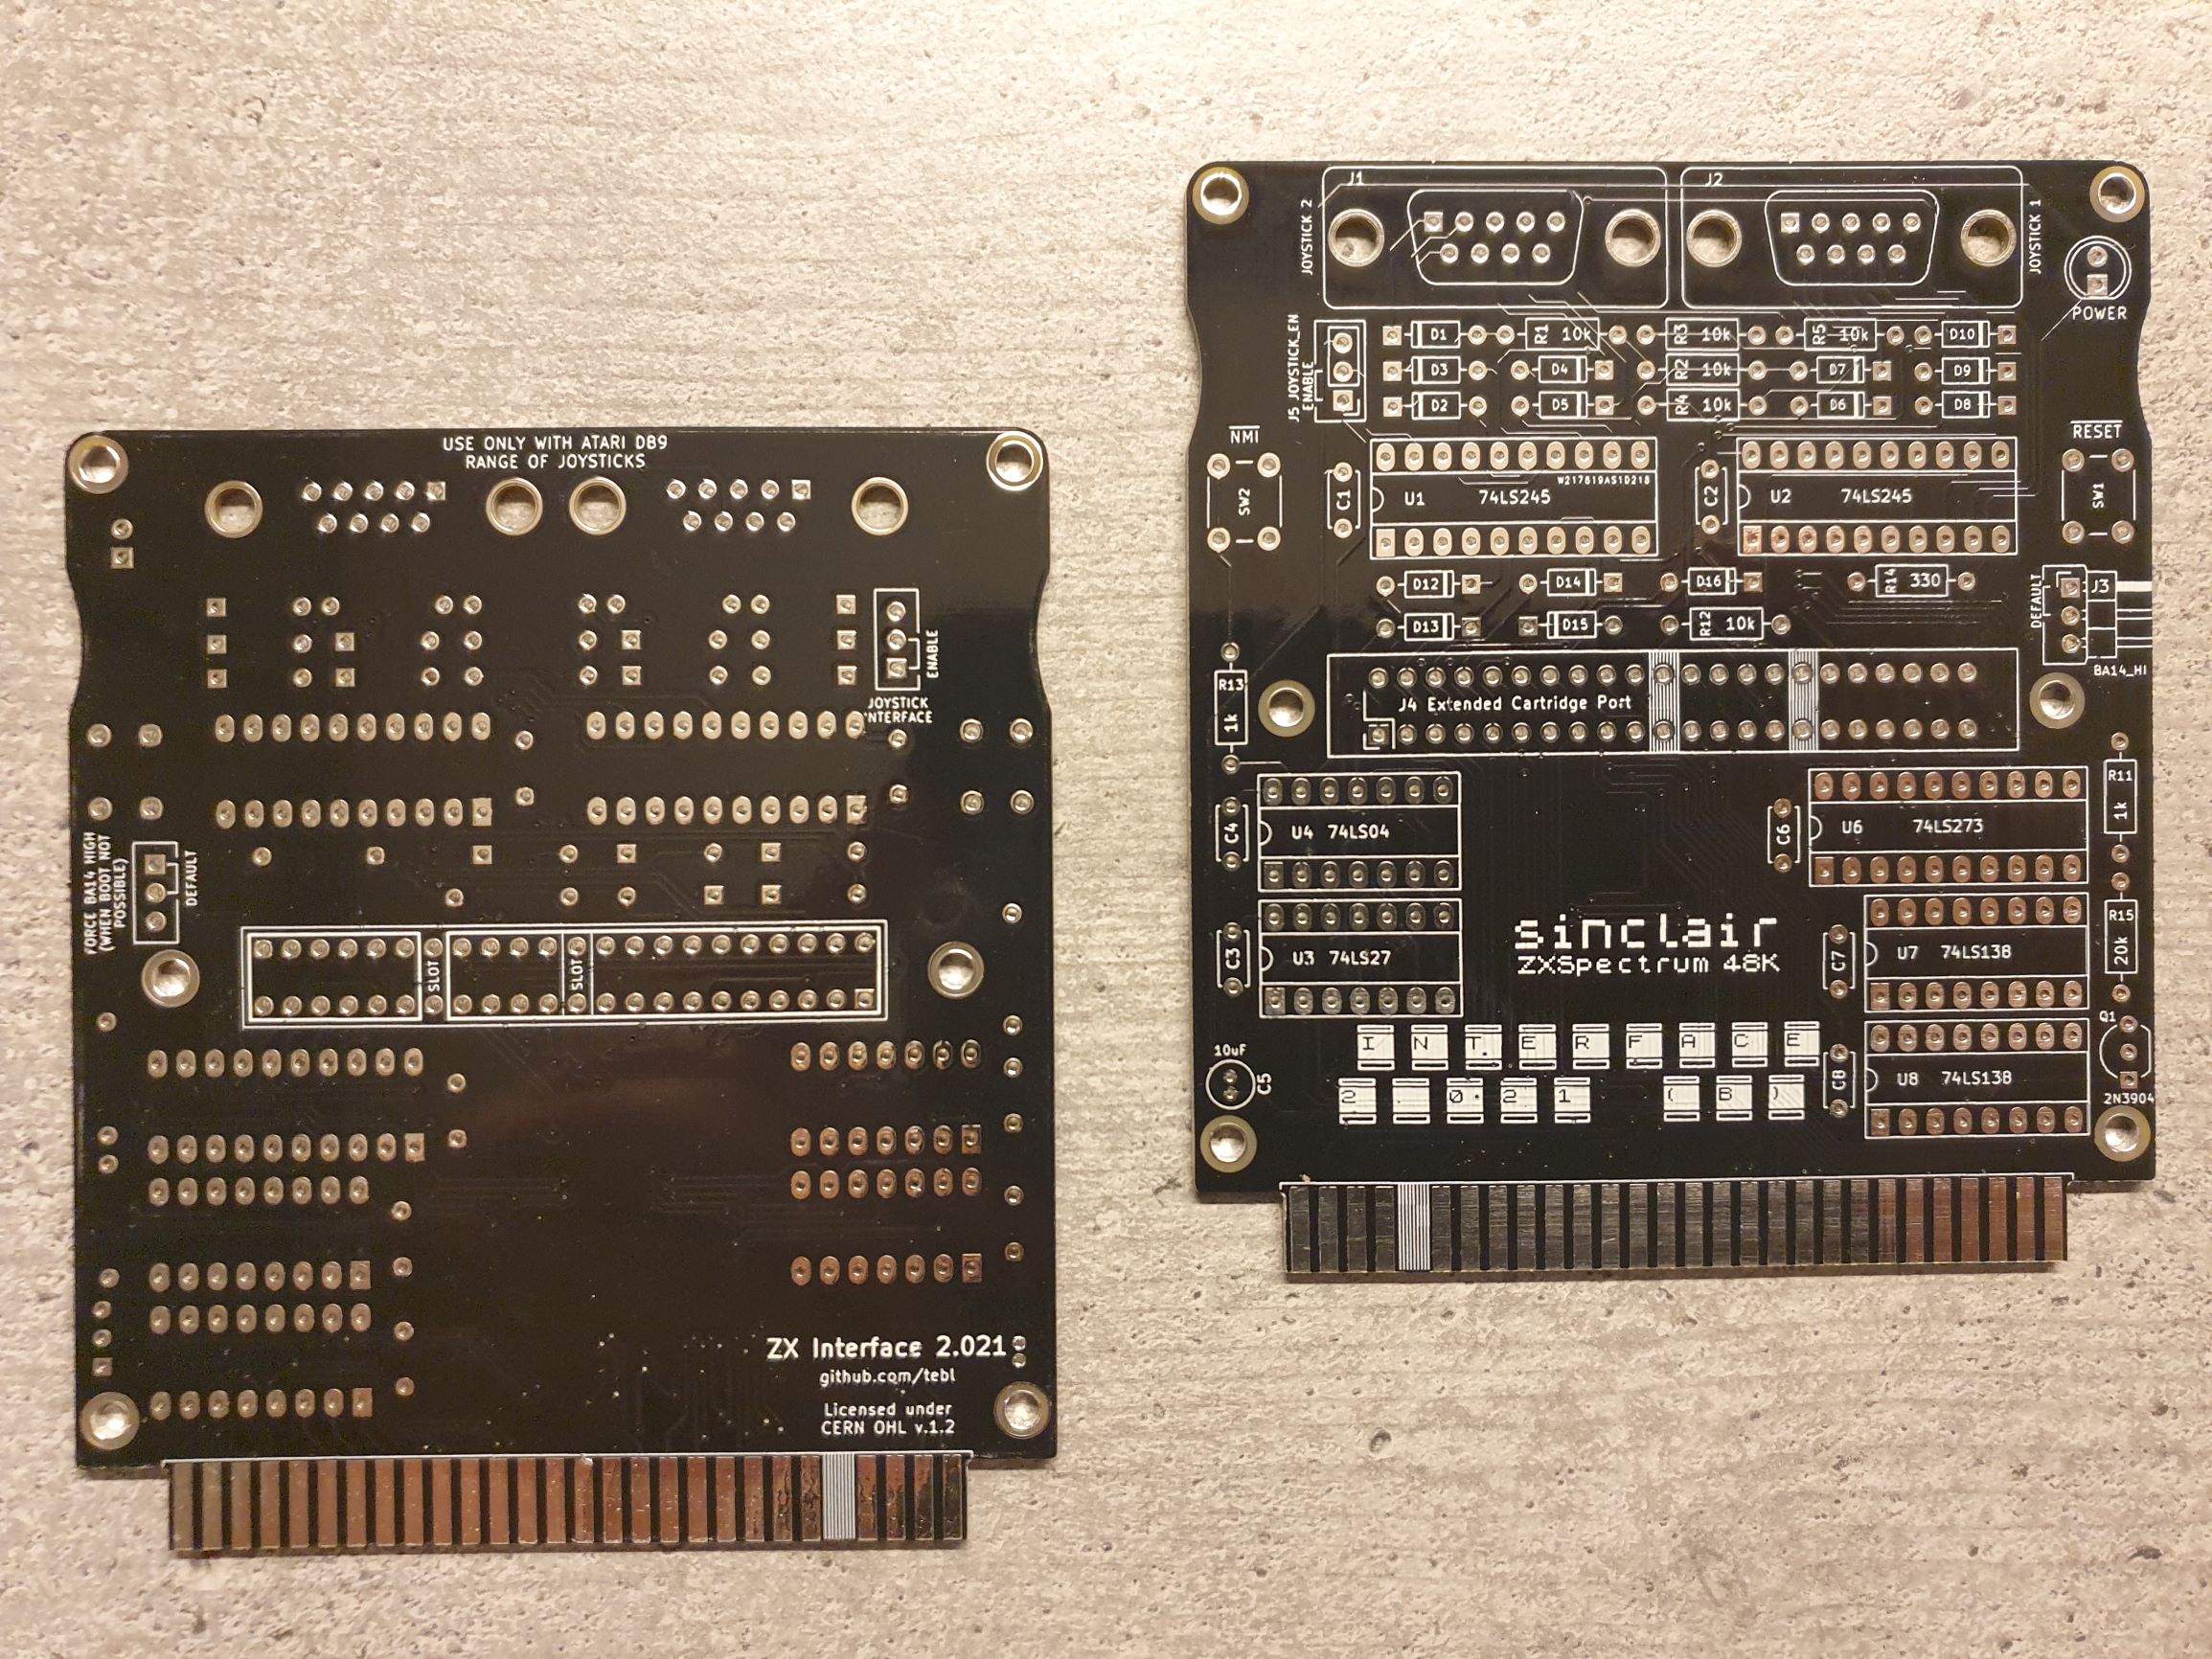 USE ONLY WITH ATARI DB9
RANGE OF JOYSTICKS
ENABLE
JOYSTICK
INTERFACE
FORCE BA14 HIGH
(WHEN BOOT NOT
POSSIBLE)
DEFAULT
SLOT
SLOT
ZX Interface 2.021
github.com/tebl
Licensed under
CERN OHL v.1.2
J1
J2
JOYSTICK 2
JOYSTICK 1
POWER
J5 JOYSTICK_EN
ENABLE
D1
R1 10k
R3 10k
R5 10k
D10
D3
D4
R2 10k
D7
D9
D2
D5
R4 10k
D6
D8
NMI
RESET
SW2
C1
U1 74LS245
W217819AS1D218
C2
U2 74LS245
SW1
D12
D14
D16
R14 330
DEFAULT
J3
D13
D15
R12 10k
BA14_HI
R13 1k
J4 Extended Cartridge Port
C4
U4 74LS04
C6
U6 74LS273
R11 1k
C3
U3 74LS27
sinclair
ZXSpectrum 48K
C7
U7 74LS138
R15 20k
Q1
INTERFACE
2.021 (B)
10uF
C5
C8
U8 74LS138
2N3904